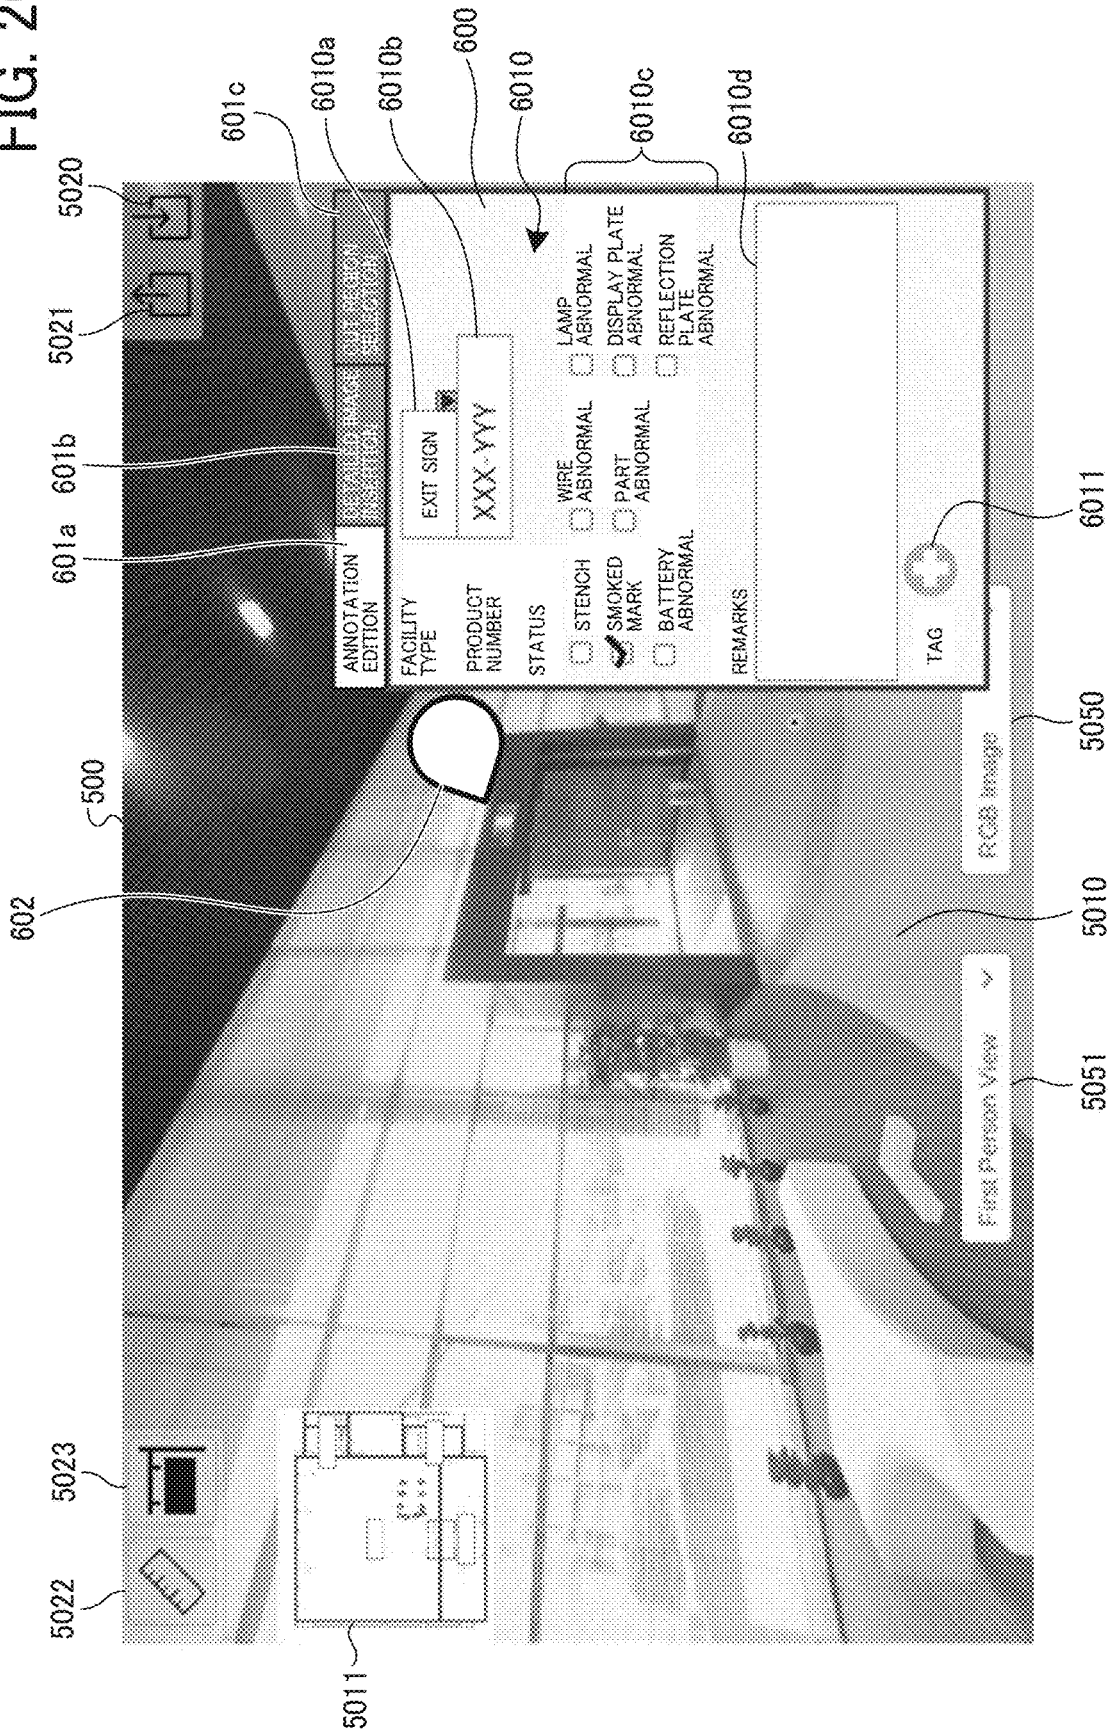 FIG. 2
5022
5023
602
500
601a
601b
5021
5020
601c
6010a
6010b
600
6010
6010c
6010d
5011
ANNOTATION
EDITION
FACILITY
TYPE
EXIT SIGN
PRODUCT
NUMBER
XXX-YYY
STATUS
STENCH
WIRE
ABNORMAL
LAMP
ABNORMAL
SMOKED
MARK
PART
ABNORMAL
DISPLAY PLATE
ABNORMAL
BATTERY
ABNORMAL
REFLECTION
PLATE
ABNORMAL
REMARKS
TAG
First Person View
RGB Image
5051
5010
5050
6011